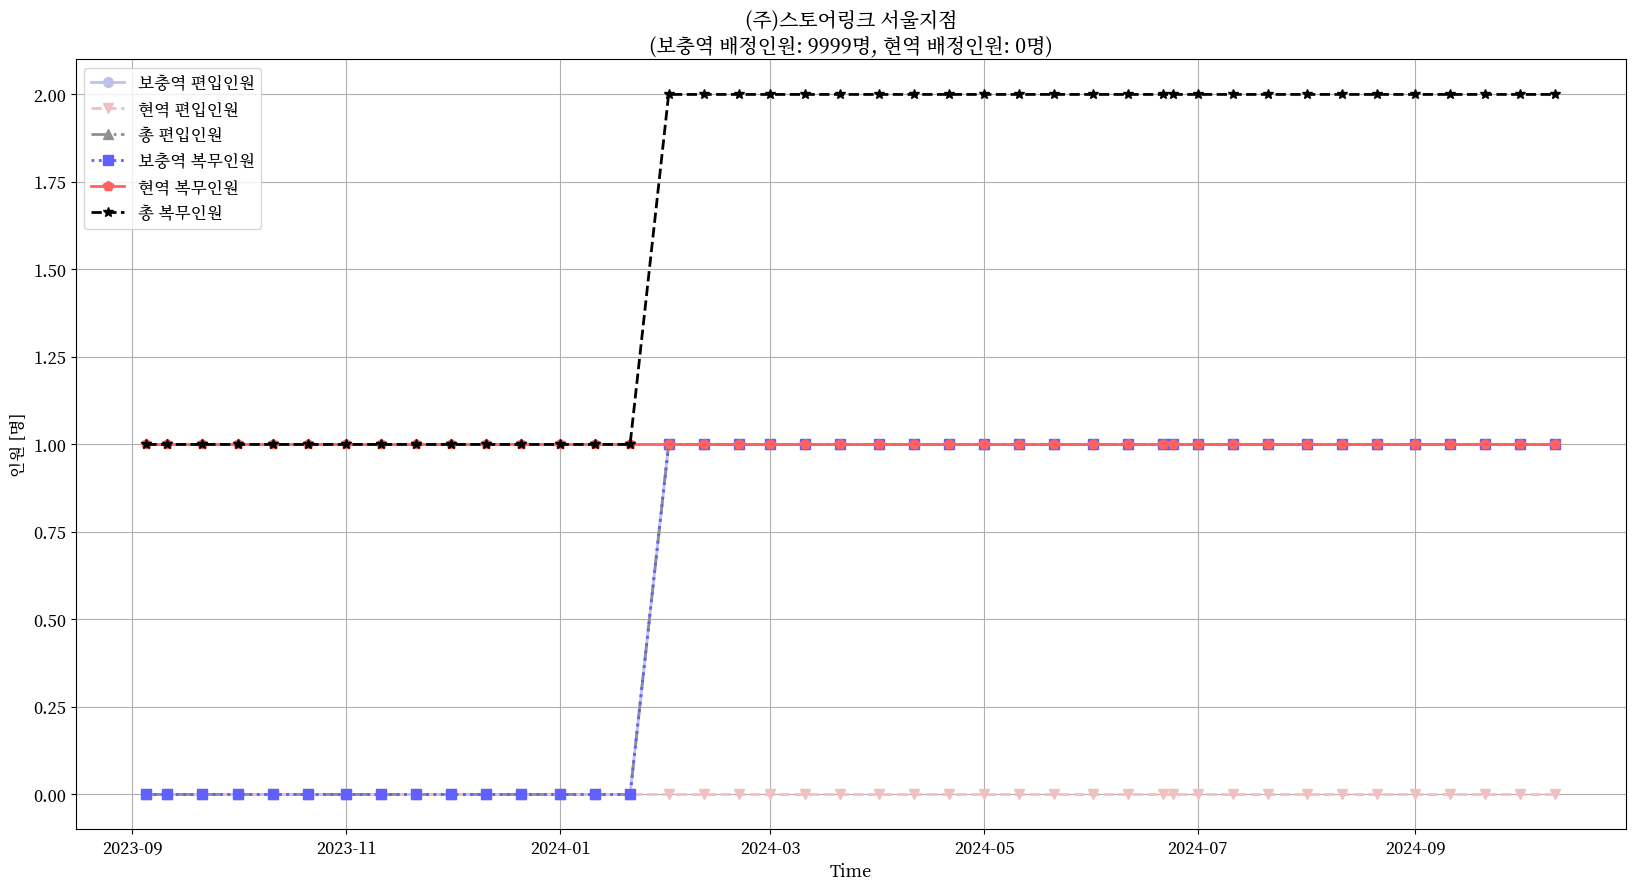 (주)스토어링크 서울지점
(보충역 배정인원: 9999명, 현역 배정인원: 0명)
보충역 편입인원
현역 편입인원
총 편입인원
보충역 복무인원
현역 복무인원
총 복무인원
인원 [명]
2.00
1.75
1.50
1.25
1.00
0.75
0.50
0.25
0.00
2023-09 2023-11 2024-01 2024-03 2024-05 2024-07 2024-09
Time